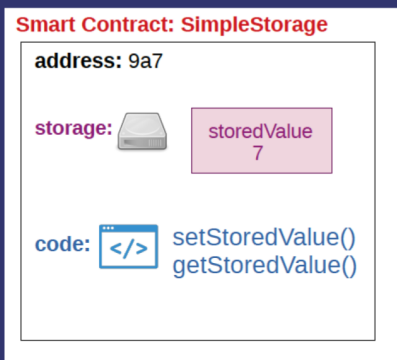 Smart Contract: SimpleStorage
address: 9a7
storage:
storedValue
7
code:
</>
setStoredValue()
getStoredValue()